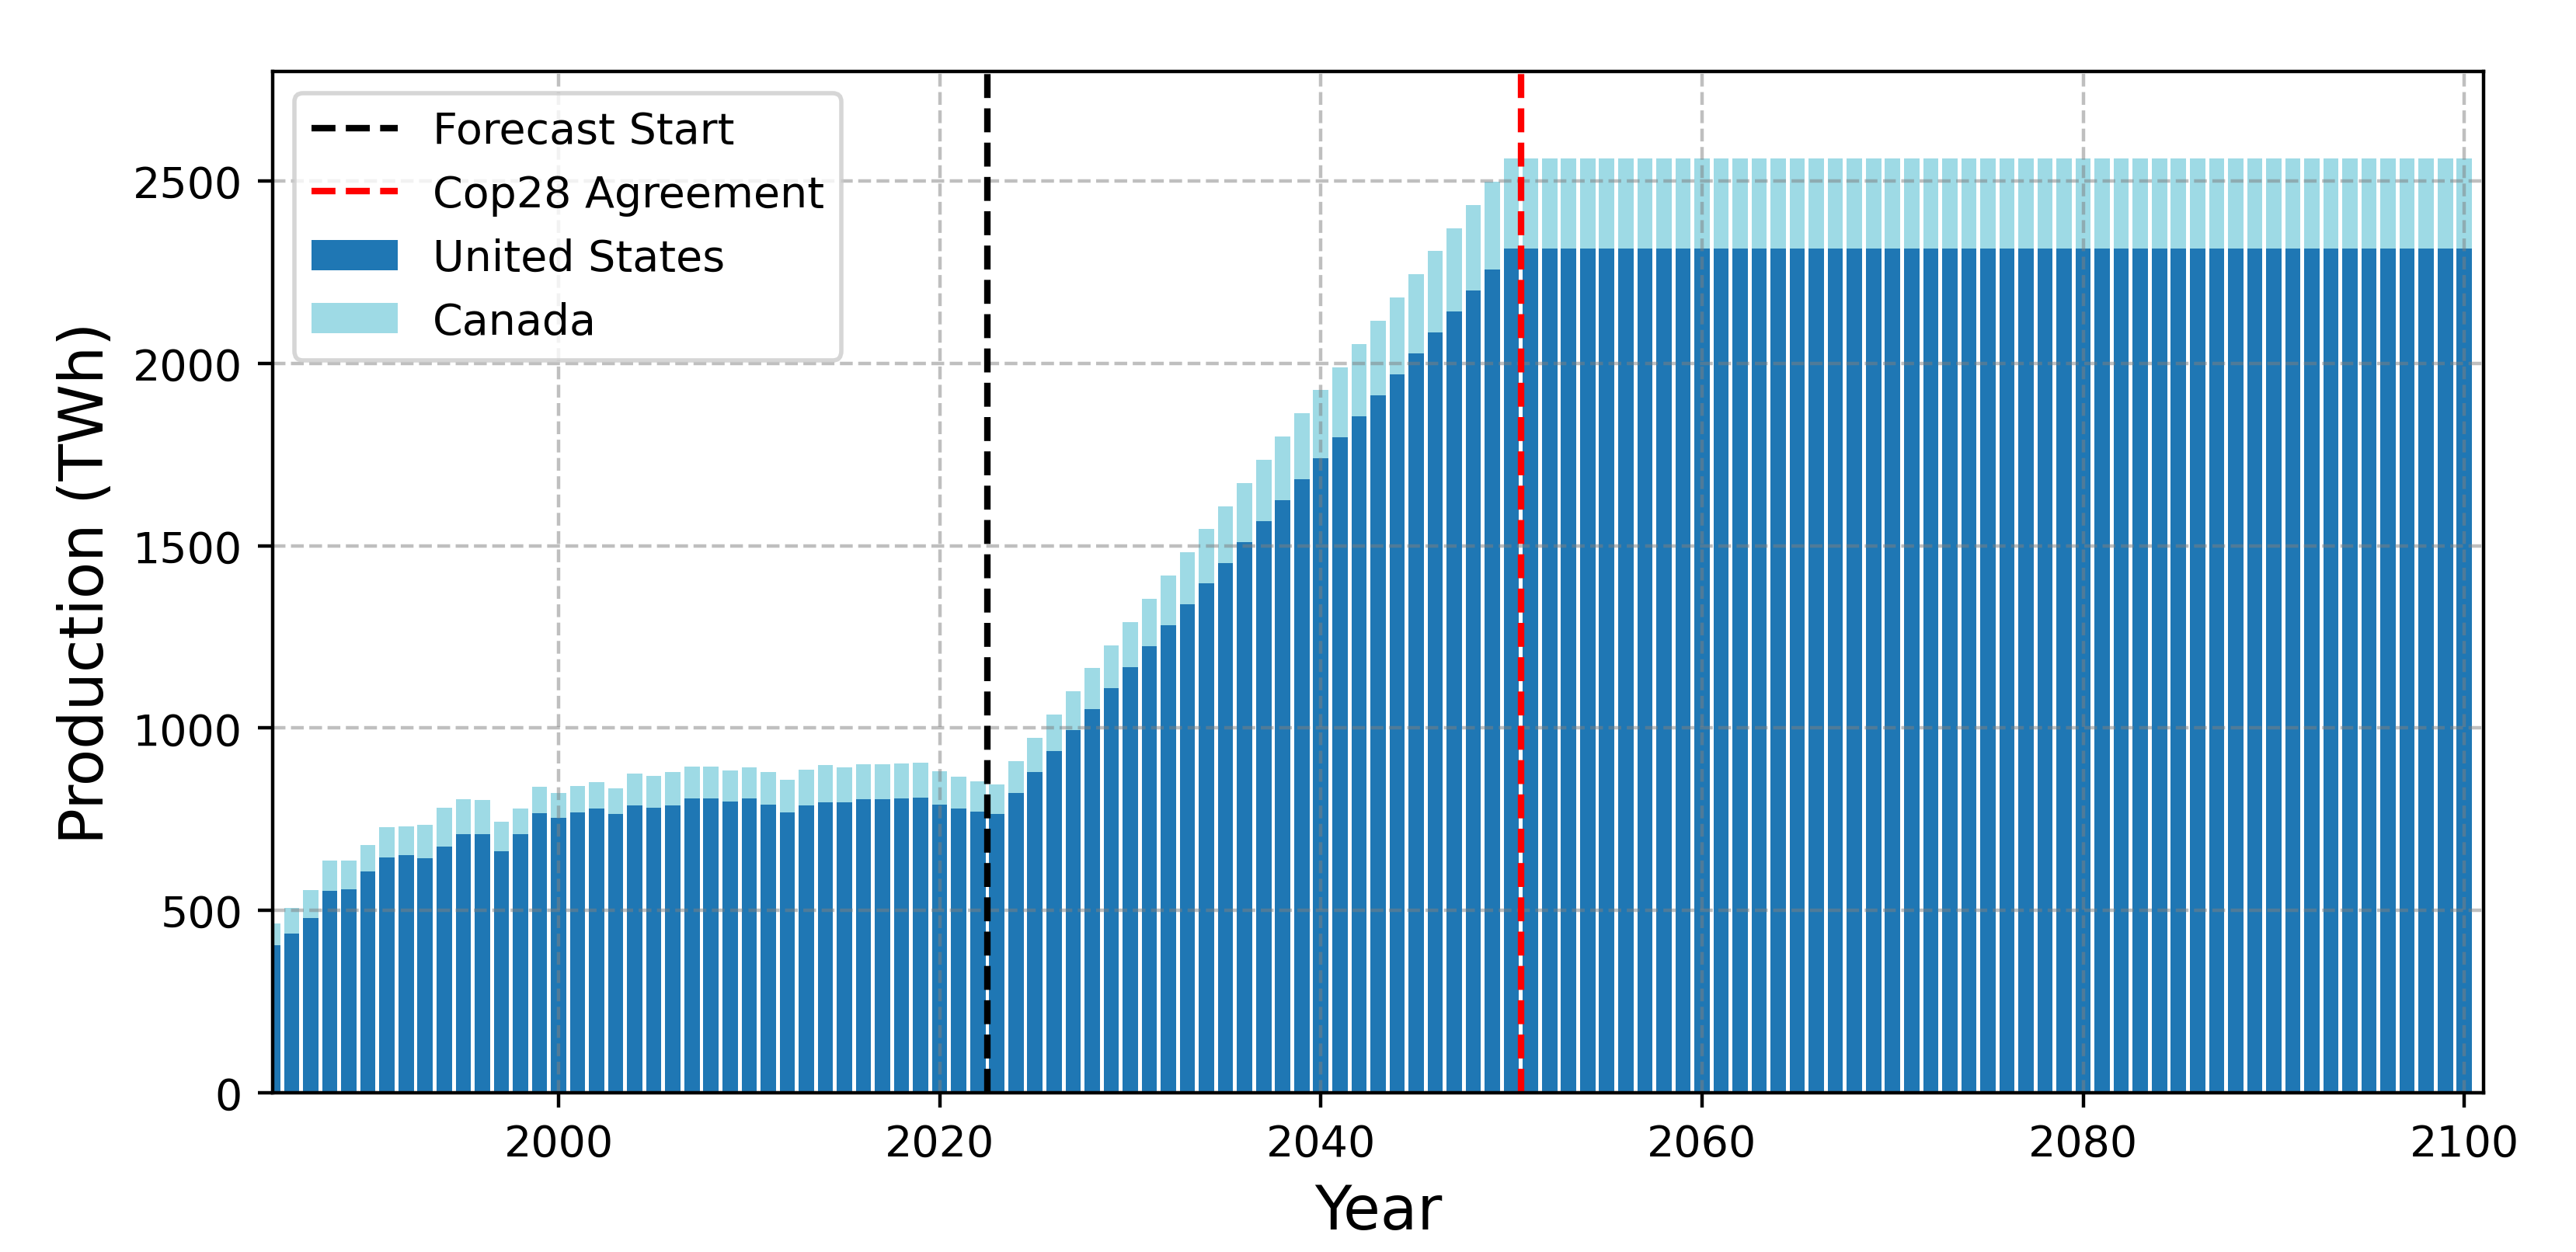 Forecast Start
Cop28 Agreement
United States
Canada
2500
2000
1500
1000
500
0
Production (TWh)
2000 2020 2040 2060 2080 2100
Year